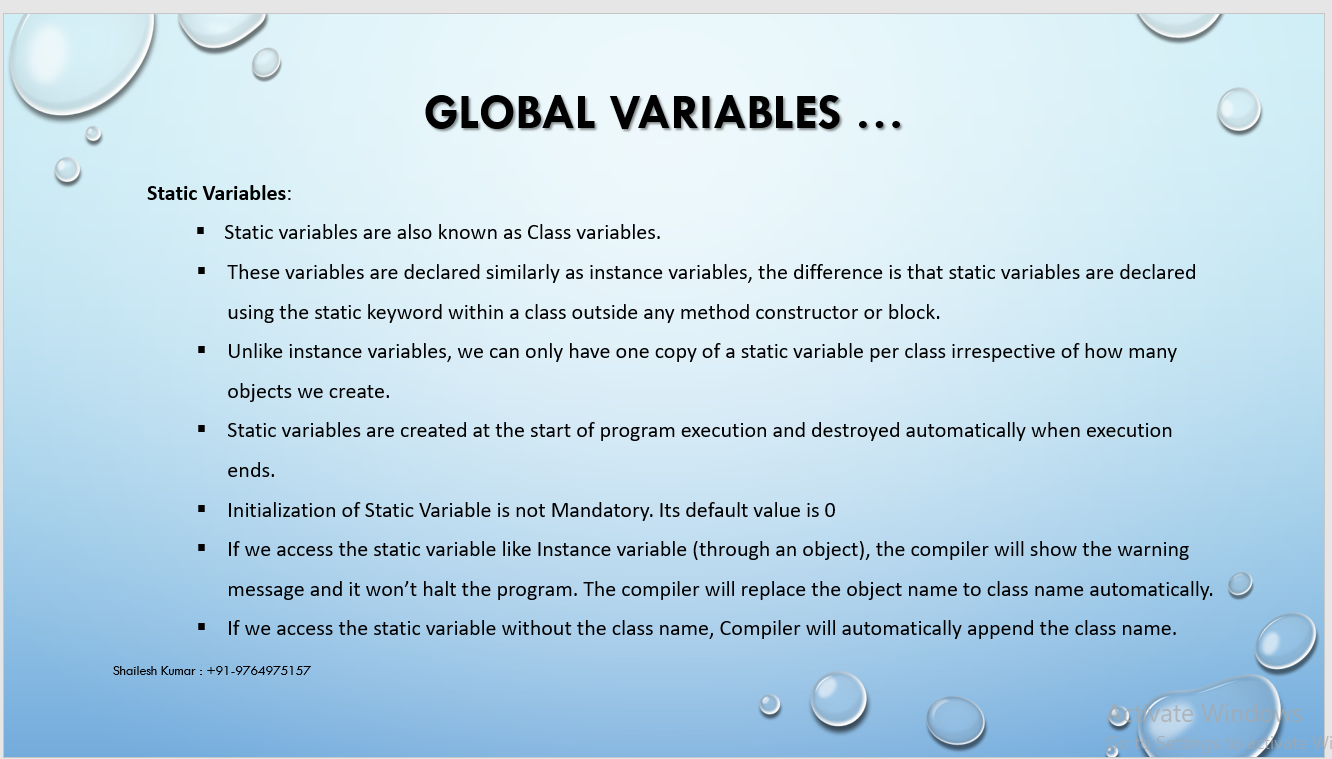 GLOBAL VARIABLES ...
Static Variables:
▪ Static variables are also known as Class variables.
▪ These variables are declared similarly as instance variables, the difference is that static variables are declared
using the static keyword within a class outside any method constructor or block.
▪ Unlike instance variables, we can only have one copy of a static variable per class irrespective of how many
objects we create.
▪ Static variables are created at the start of program execution and destroyed automatically when execution
ends.
▪ Initialization of Static Variable is not Mandatory. Its default value is 0
▪ If we access the static variable like Instance variable (through an object), the compiler will show the warning
message and it won’t halt the program. The compiler will replace the object name to class name automatically.
▪ If we access the static variable without the class name, Compiler will automatically append the class name.
Shailesh Kumar : +91-9764975157
Activate Windows
Go to Settings to activate Wi